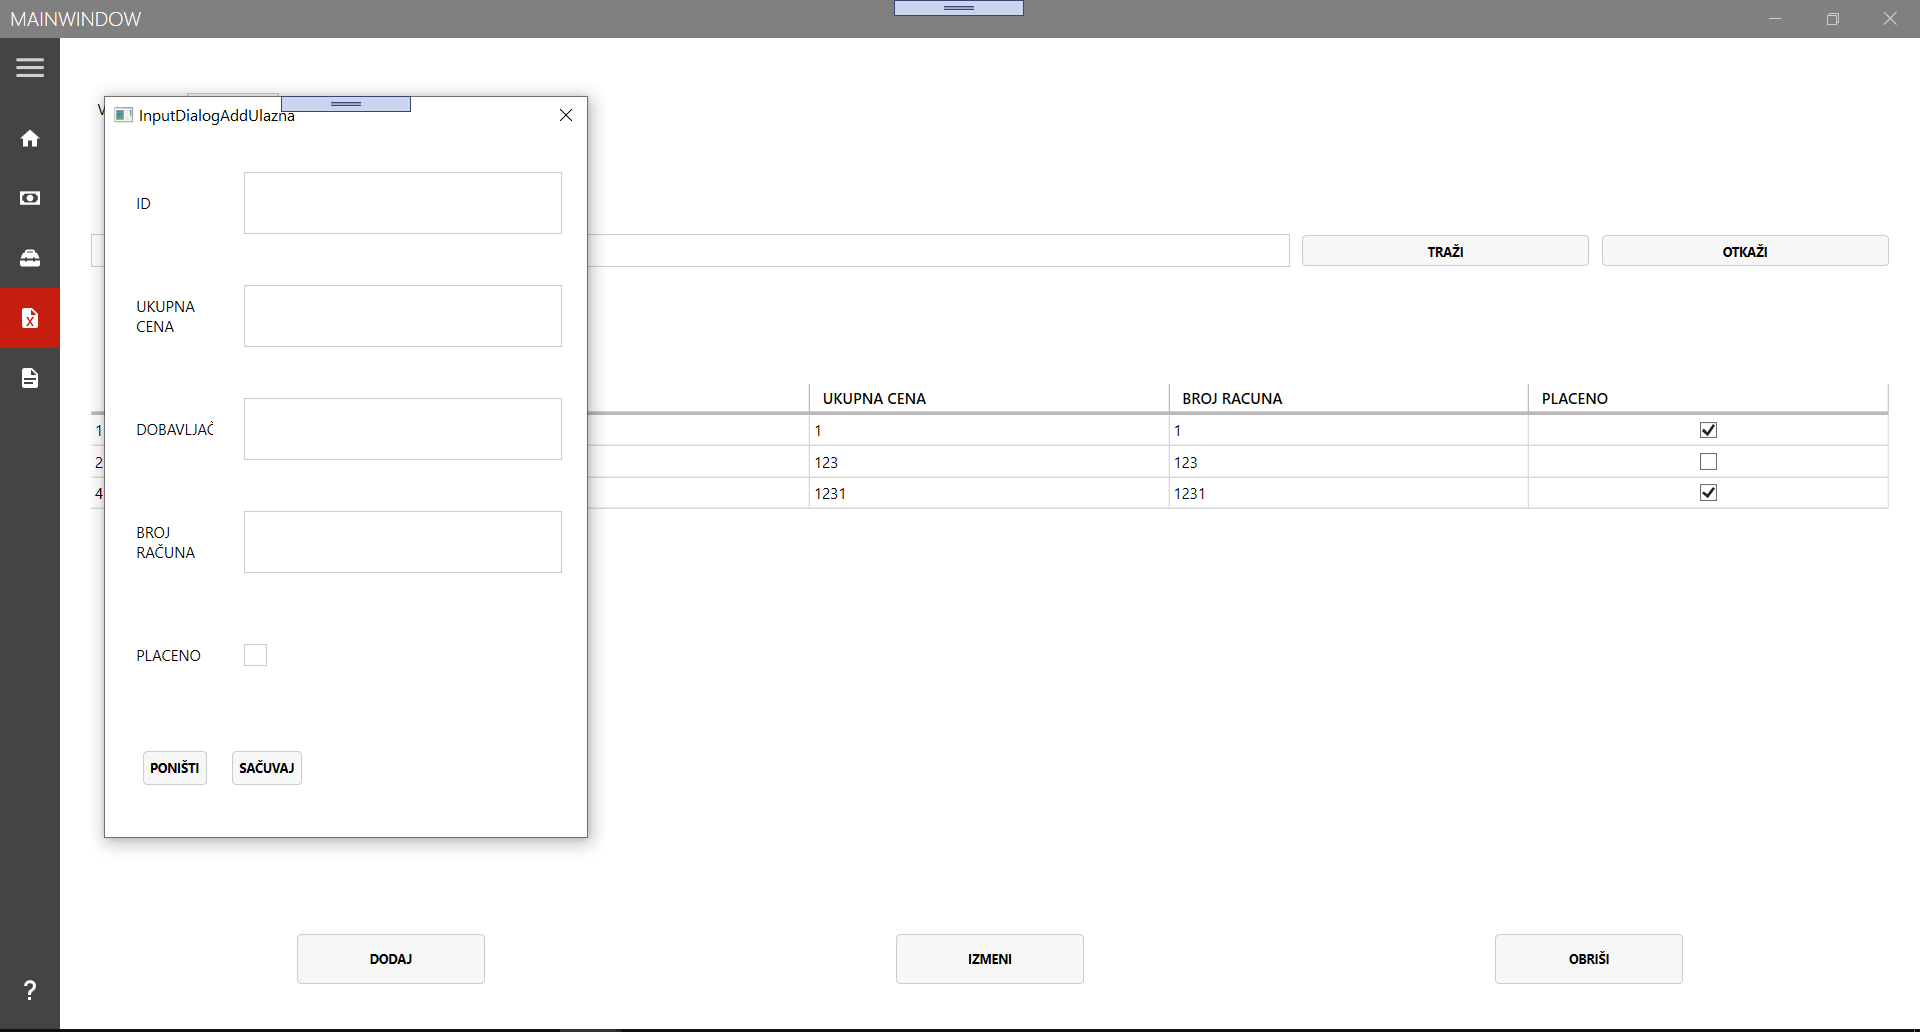 MAINWINDOW
V
InputDialogAddUlazna
ID
UKUPNA
CENA
DOBAVLJAČ
BROJ
RAČUNA
PLACENO
PONIŠTI SAČUVAJ
TRAŽI OTKAŽI
UKUPNA CENA BROJ RACUNA PLACENO
1 1 1
2 123 123
4 1231 1231
DODAJ IZMENI OBRIŠI
?